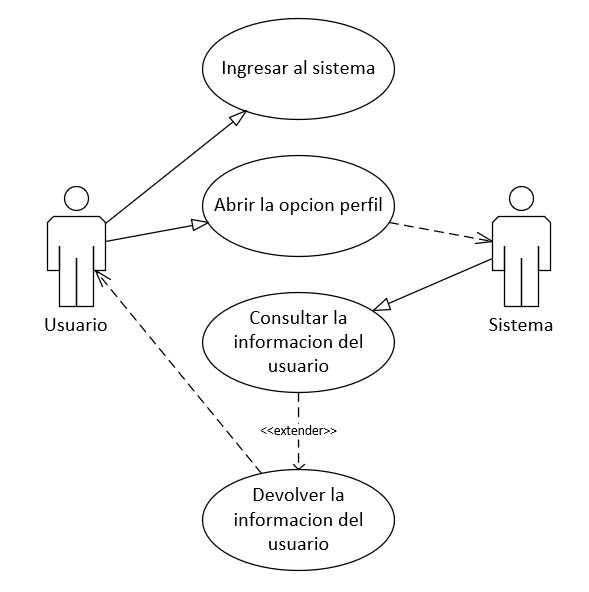 Ingresar al sistema
Abrir la opcion perfil
Usuario
Sistema
Consultar la
informacion del
usuario
<<extender>>
Devolver la
informacion del
usuario